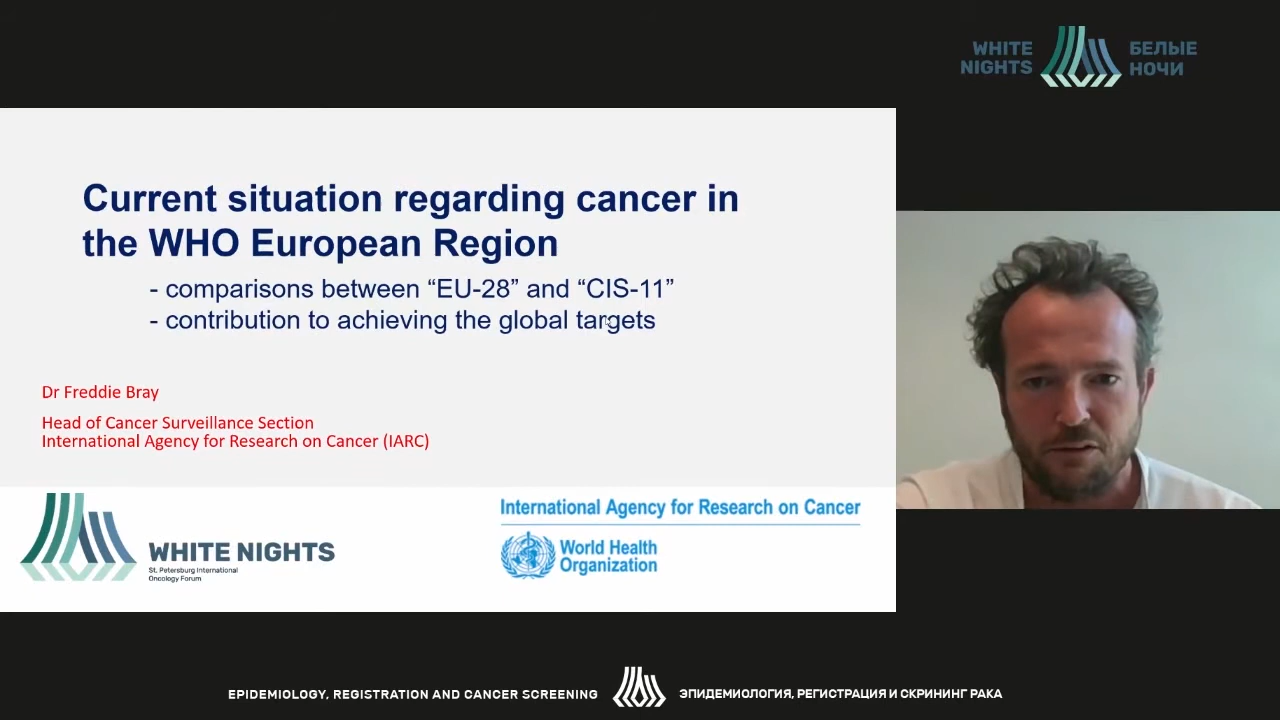 WHITE
NIGHTS
БЕЛЫЕ
НОЧИ
Current situation regarding cancer in
the WHO European Region
- comparisons between “EU-28” and “CIS-11”
- contribution to achieving the global targets
Dr Freddie Bray
Head of Cancer Surveillance Section
International Agency for Research on Cancer (IARC)
WHITE NIGHTS
St. Petersburg International
Oncology Forum
International Agency for Research on Cancer
World Health
Organization
EPIDEMIOLOGY, REGISTRATION AND CANCER SCREENING
ЭПИДЕМИОЛОГИЯ, РЕГИСТРАЦИЯ И СКРИНИНГ РАКА